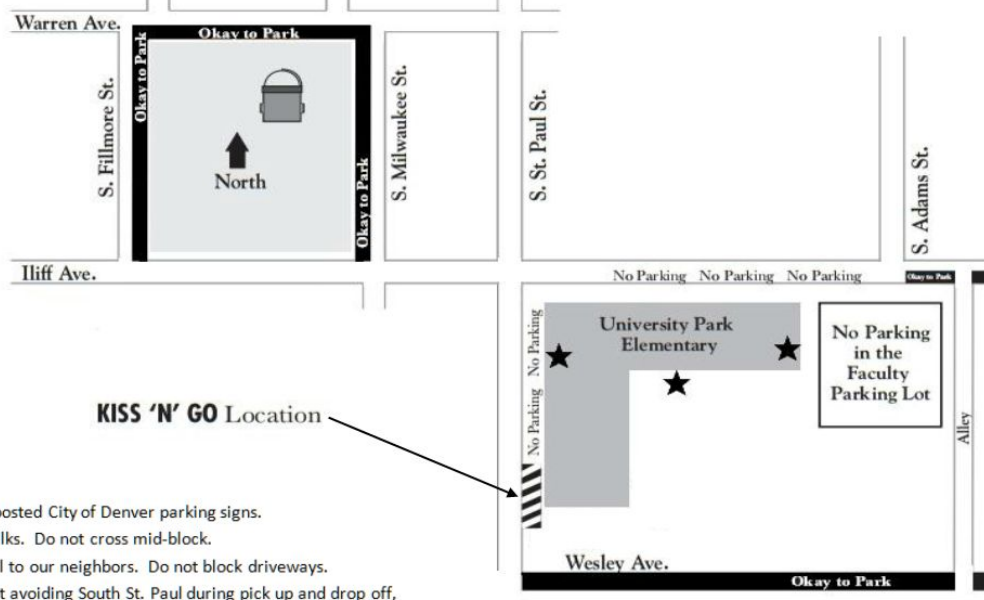 Warren Ave.
Okay to Park
Okay to Park
S. Fillmore St.
North
Okay to Park
S. Milwaukee St.
S. St. Paul St.
S. Adams St.
Iliff Ave.
No Parking No Parking No Parking
Okay to Park
No Parking
No Parking
University Park
Elementary
No Parking
in the
Faculty
Parking Lot
Alley
KISS 'N' GO Location
posted City of Denver parking signs.
lks. Do not cross mid-block.
l to our neighbors. Do not block driveways.
t avoiding South St. Paul during pick up and drop off,
Wesley Ave.
Okay to Park